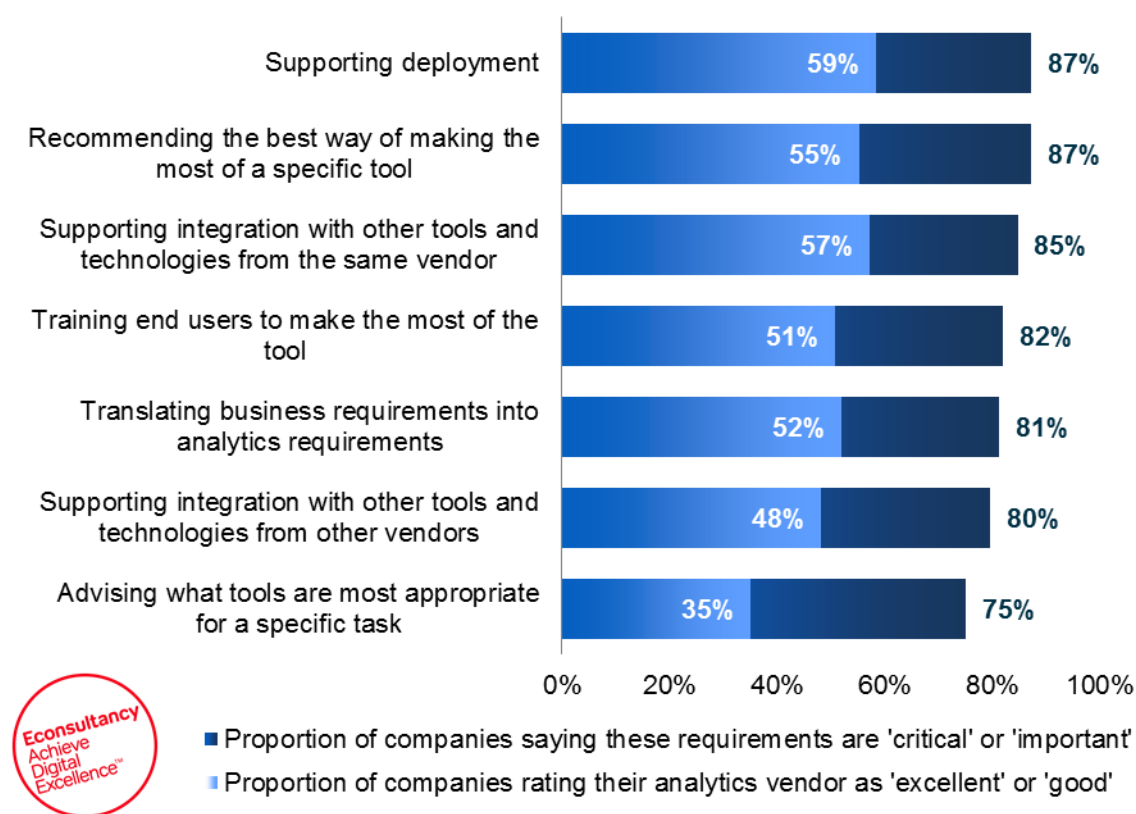 Supporting deployment
59%
87%
Recommending the best way of making the
most of a specific tool
55%
87%
Supporting integration with other tools and
technologies from the same vendor
57%
85%
Training end users to make the most of the
tool
51%
82%
Translating business requirements into
analytics requirements
52%
81%
Supporting integration with other tools and
technologies from other vendors
48%
80%
Advising what tools are most appropriate
for a specific task
35%
75%
0% 20% 40% 60% 80% 100%
Econsultancy
Achieve
Digital
Excellence™
Proportion of companies saying these requirements are 'critical' or 'important'
Proportion of companies rating their analytics vendor as 'excellent' or 'good'